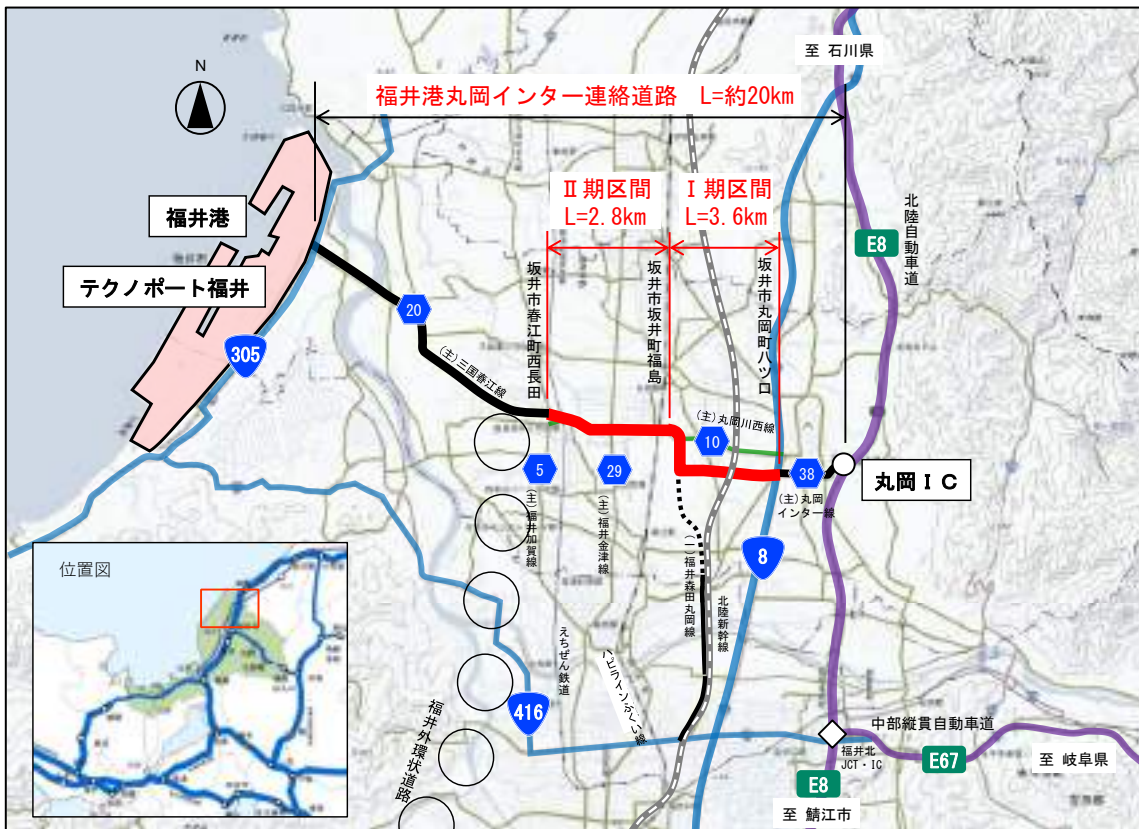 至 石川県
N
福井港丸岡インター連絡道路 L=約20km
Ⅱ期区間
L=2.8km
Ⅰ期区間
L=3.6km
福井港
テクノポート福井
北陸自動車道
E8
坂井市春江町西長田
坂井市坂井町福島
坂井市丸岡町八ツ口
20
305
(主)三国春江線
(主)丸岡川西線
10
5
29
38
丸岡IC
(主)丸岡
インター線
(主)福井加賀線
(主)福井金津線
(一)福井森田丸岡線
北陸新幹線
8
位置図
えちぜん鉄道
ハピラインふくい線
416
福井外環状道路
中部縦貫自動車道
福井北
JCT・IC
E67
至 岐阜県
E8
至 鯖江市